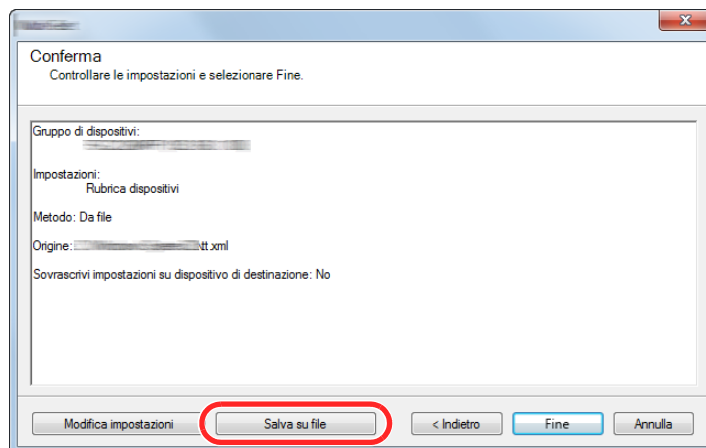 Conferma
Controllare le impostazioni e selezionare Fine.
Gruppo di dispositivi:
Impostazioni:
Rubrica dispositivi
Metodo: Da file
Origine: \tt.xml
Sovrascrivi impostazioni su dispositivo di destinazione: No
Modifica impostazioni Salva su file < Indietro Fine Annulla